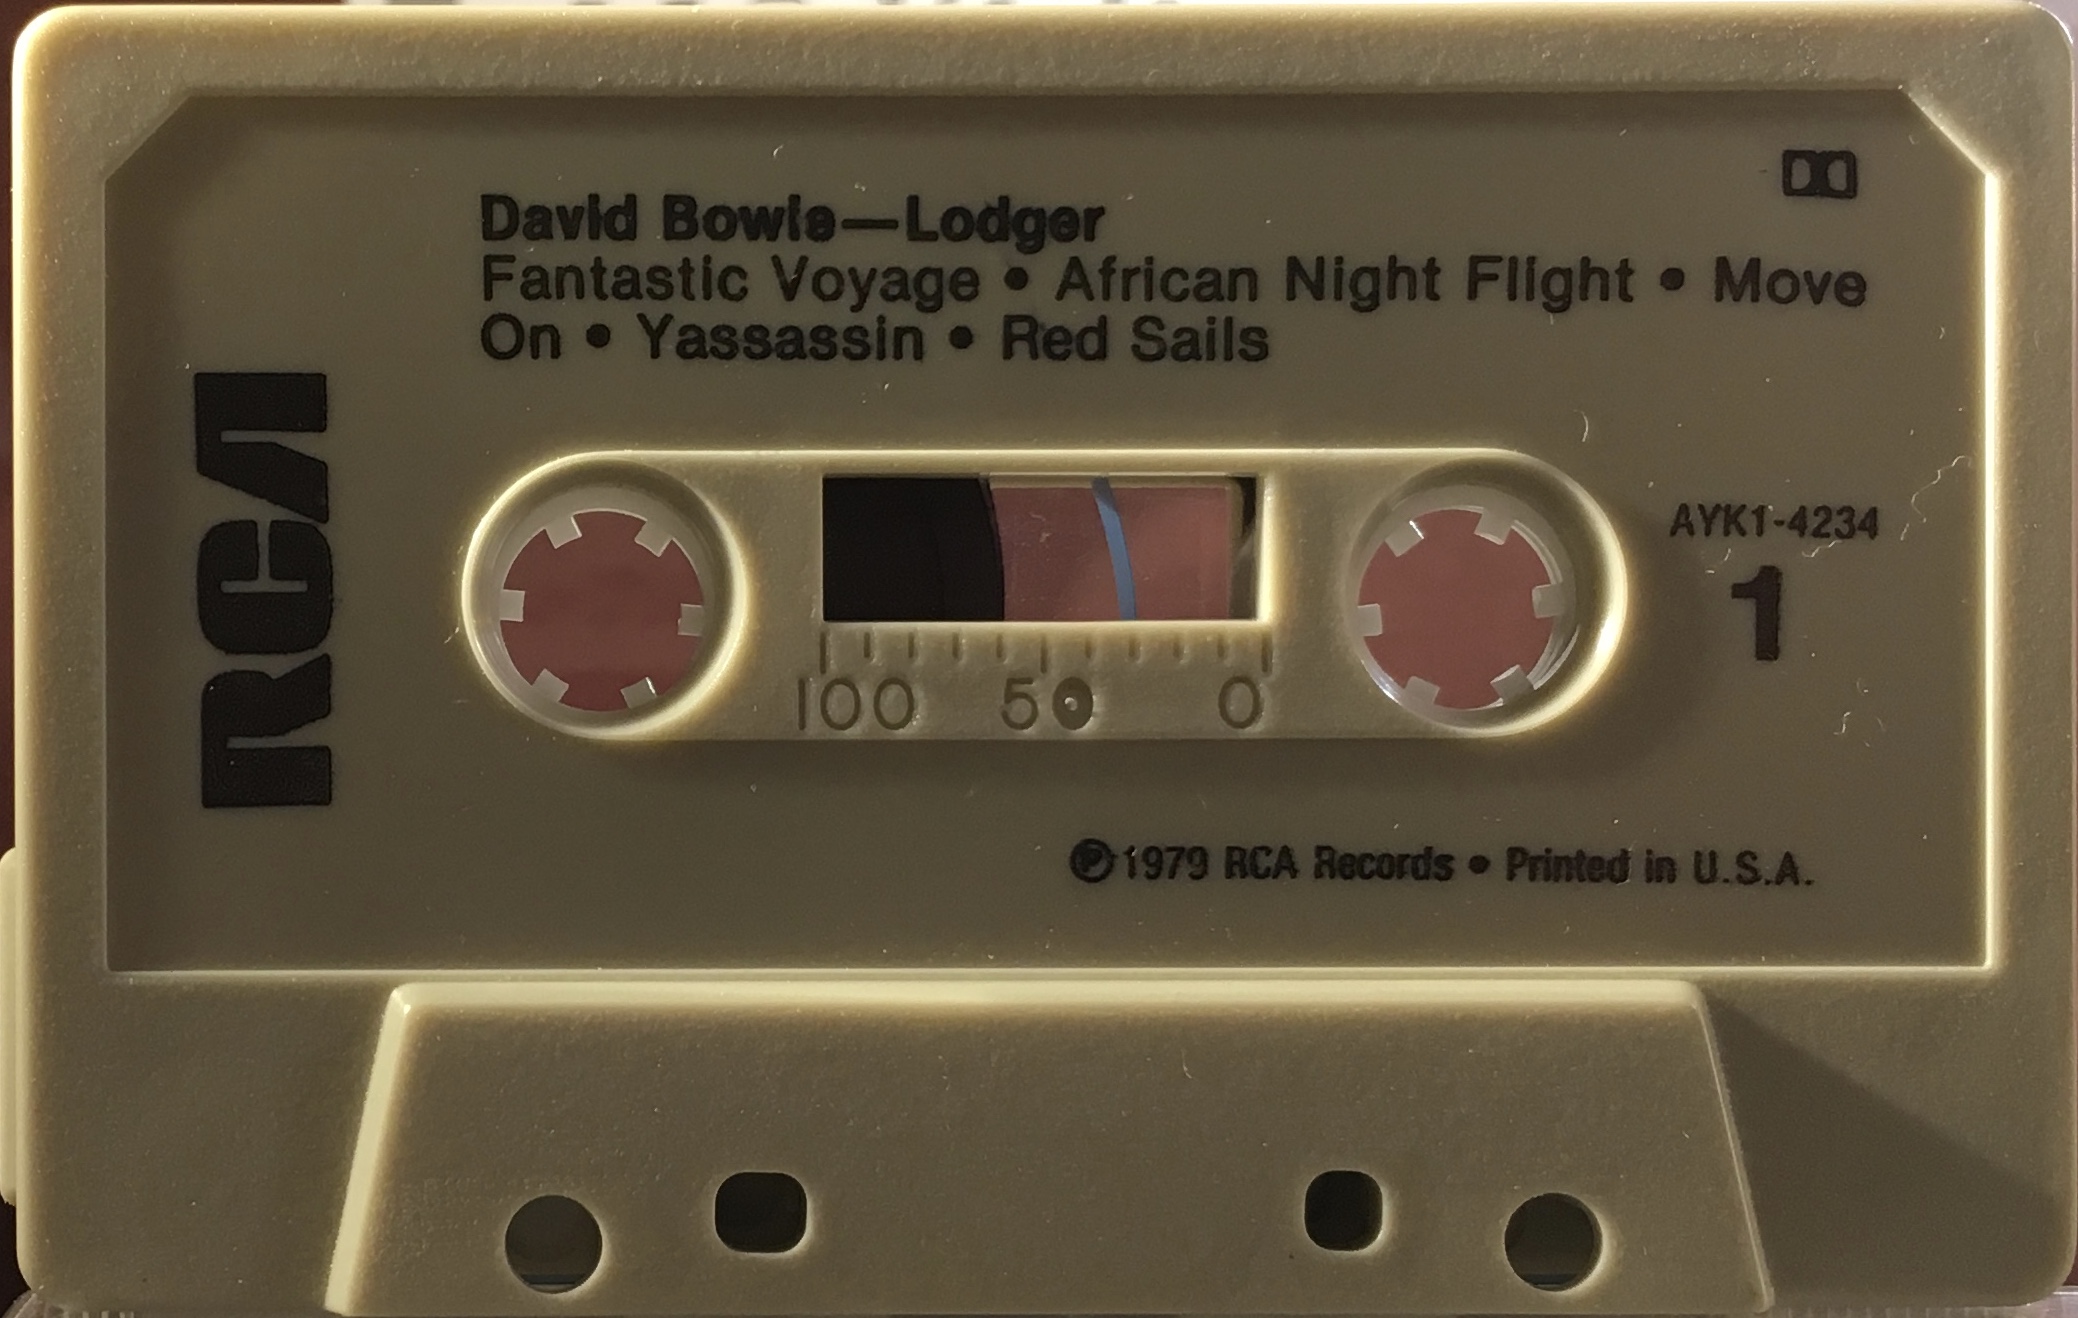 David Bowie—Lodger
Fantastic Voyage • African Night Flight • Move
On • Yassassin • Red Sails
RCA
100 50 0
AYK1-4234
1
℗1979 RCA Records • Printed in U.S.A.